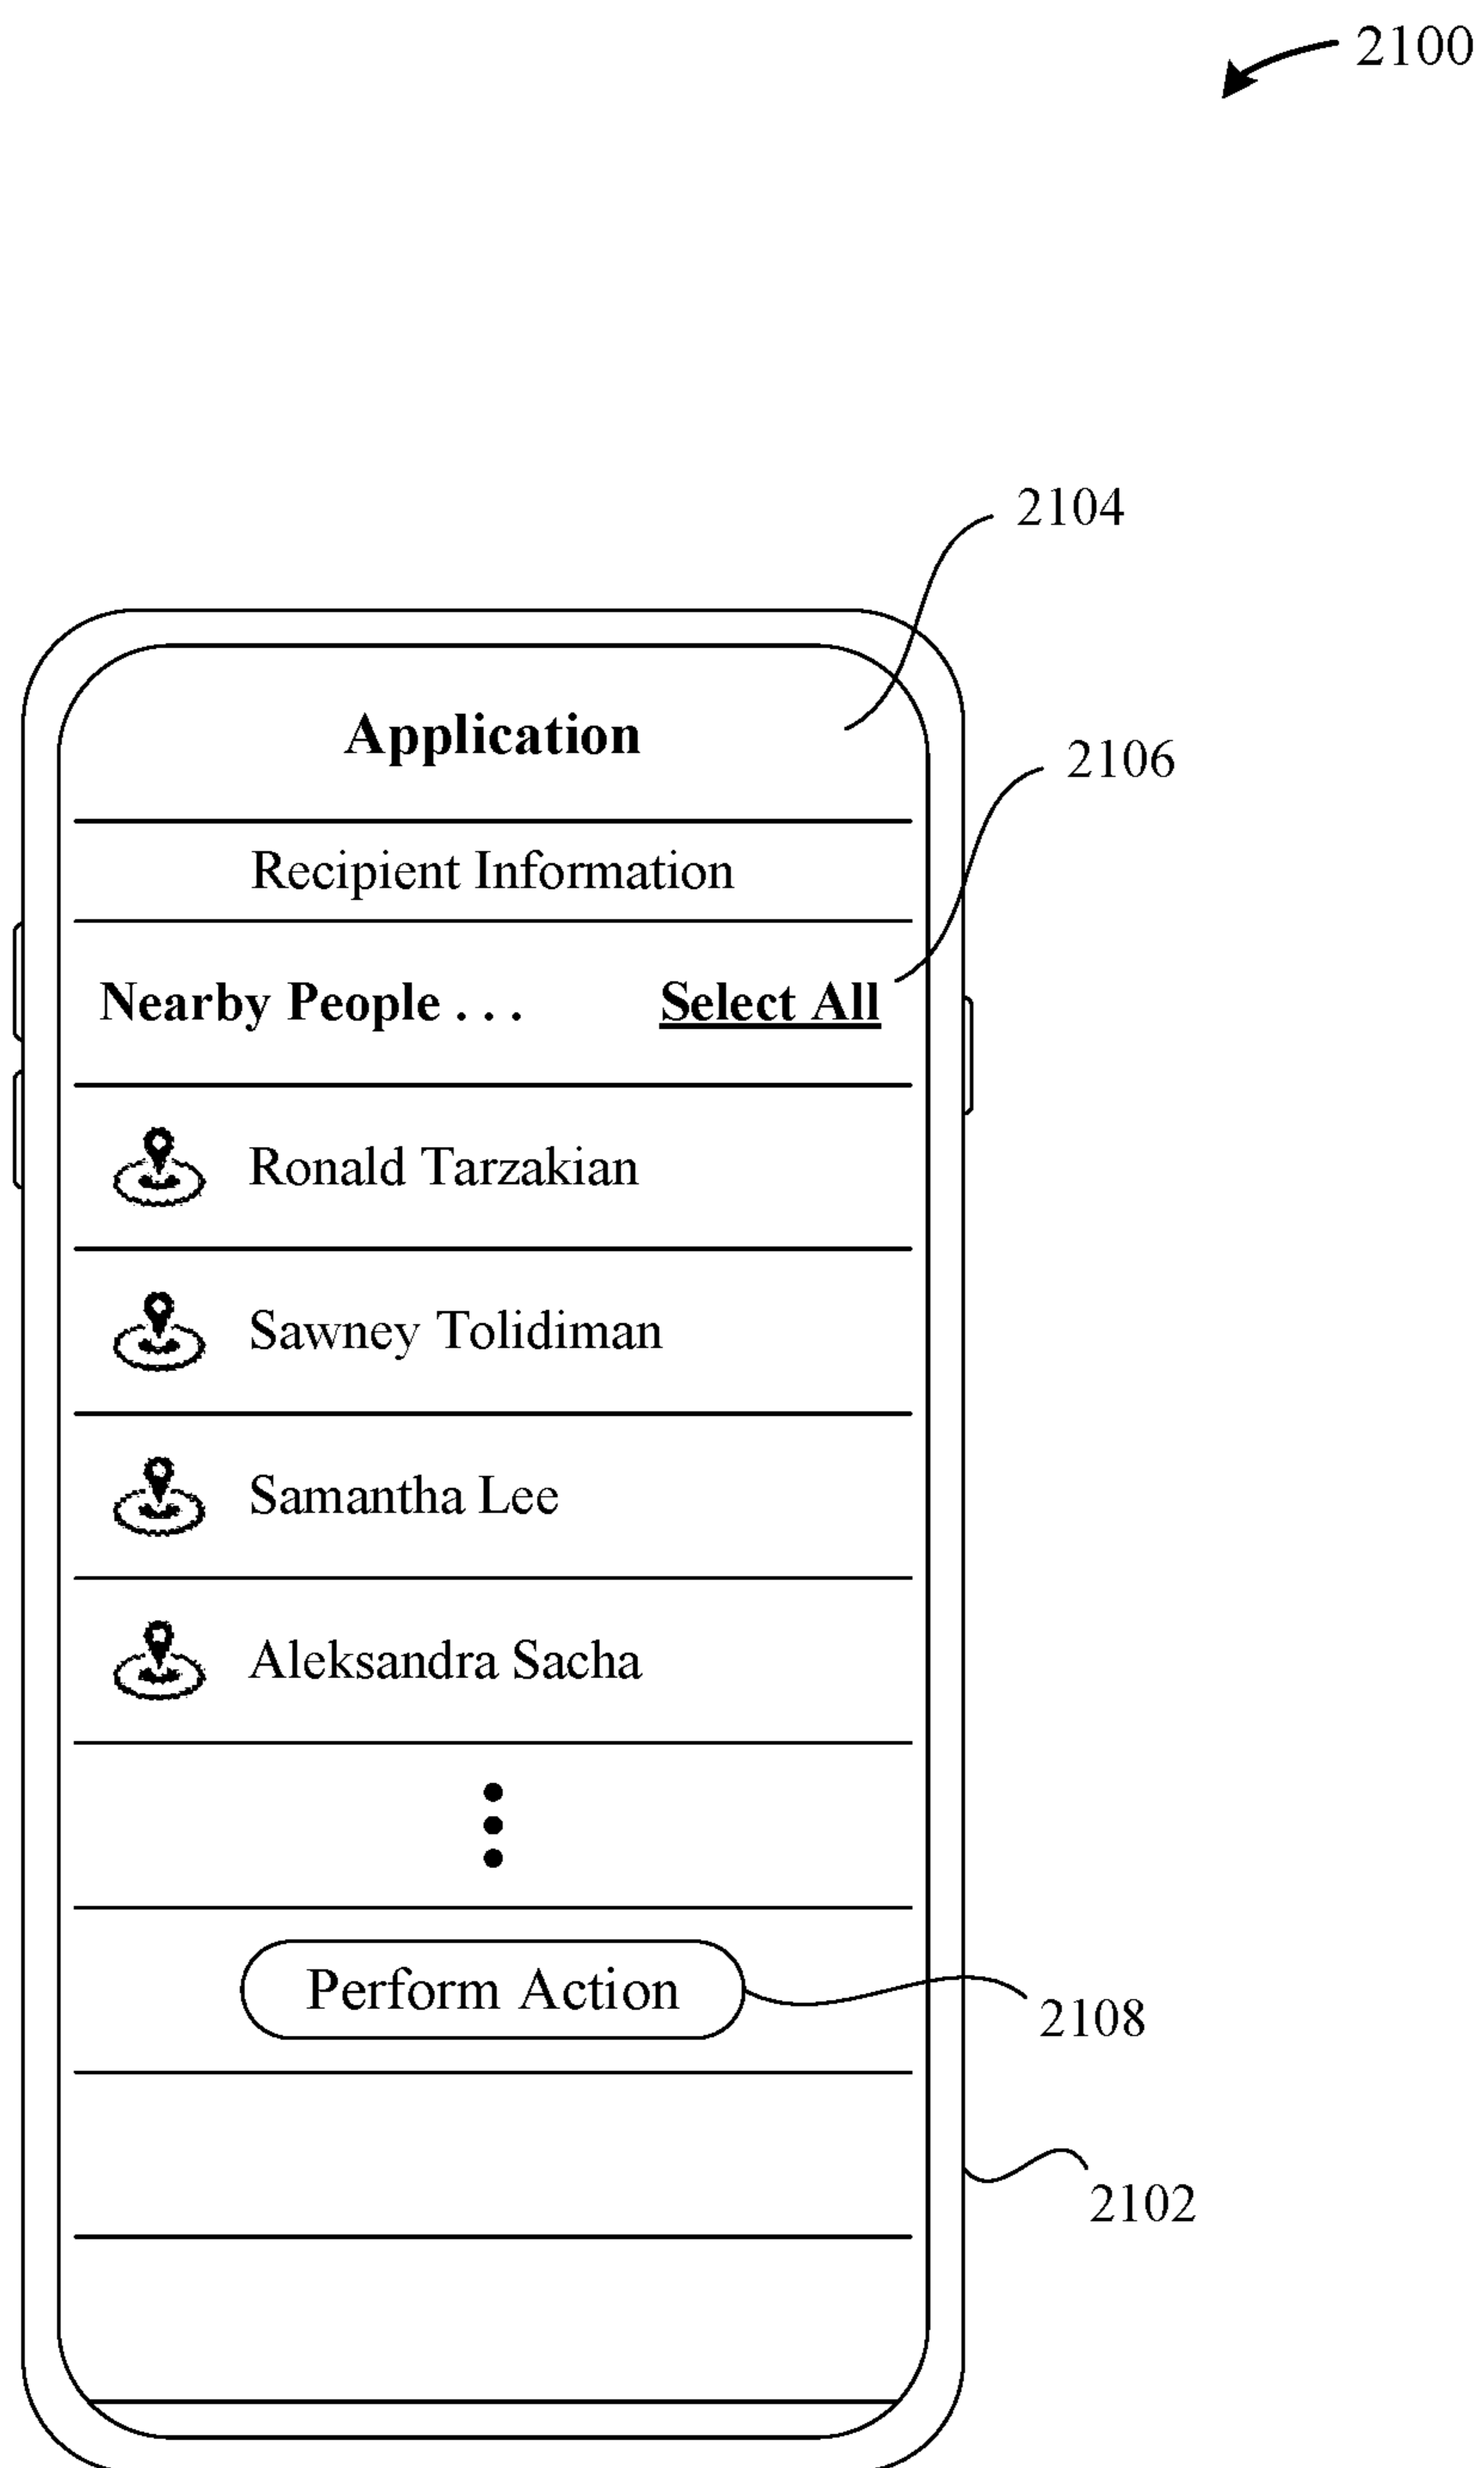 2100
2104
Application
2106
Recipient Information
Nearby People . . . Select All
Ronald Tarzakian
Sawney Tolidiman
Samantha Lee
Aleksandra Sacha
Perform Action
2108
2102